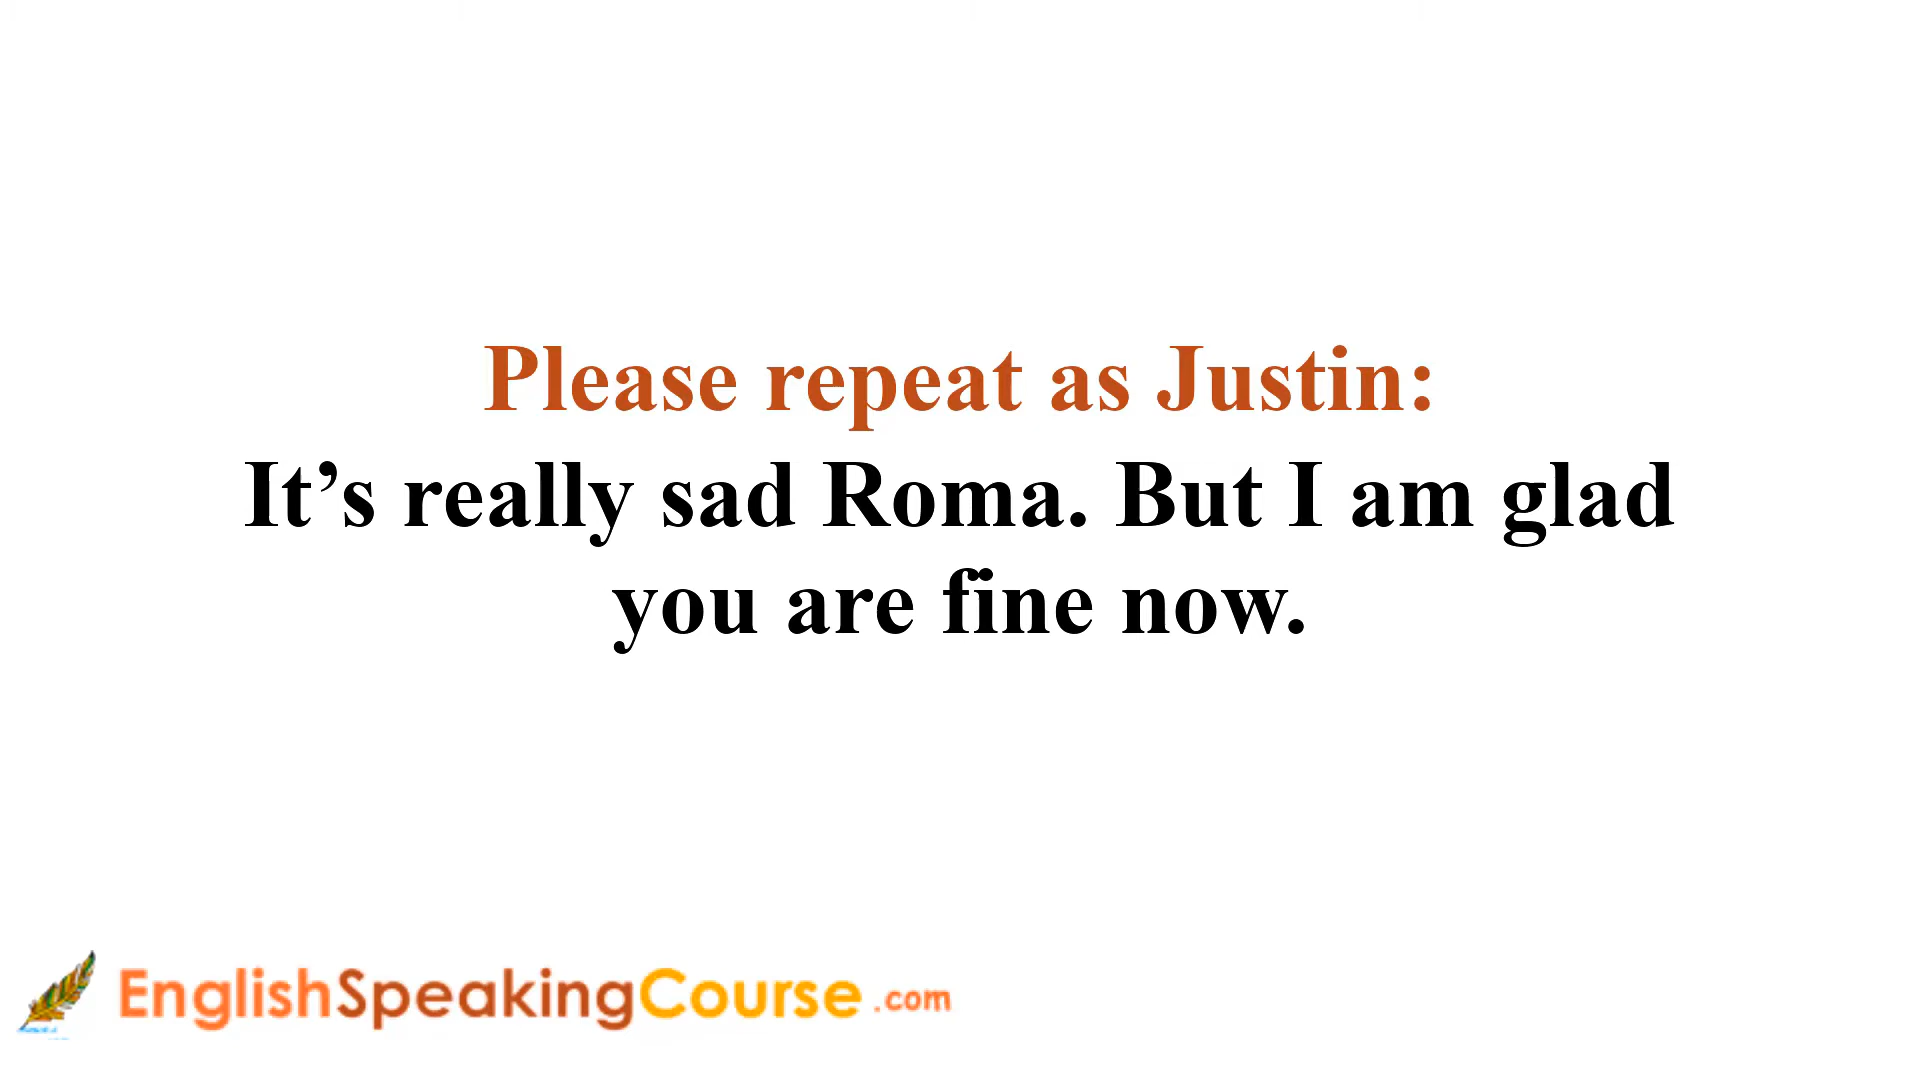 Please repeat as Justin:
It’s really sad Roma. But I am glad
you are fine now.
EnglishSpeakingCourse.com